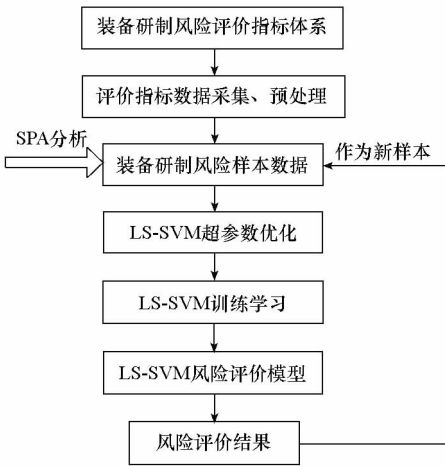 装备研制风险评价指标体系
评价指标数据采集、预处理
SPA分析
作为新样本
装备研制风险样本数据
LS-SVM超参数优化
LS-SVM训练学习
LS-SVM风险评价模型
风险评价结果